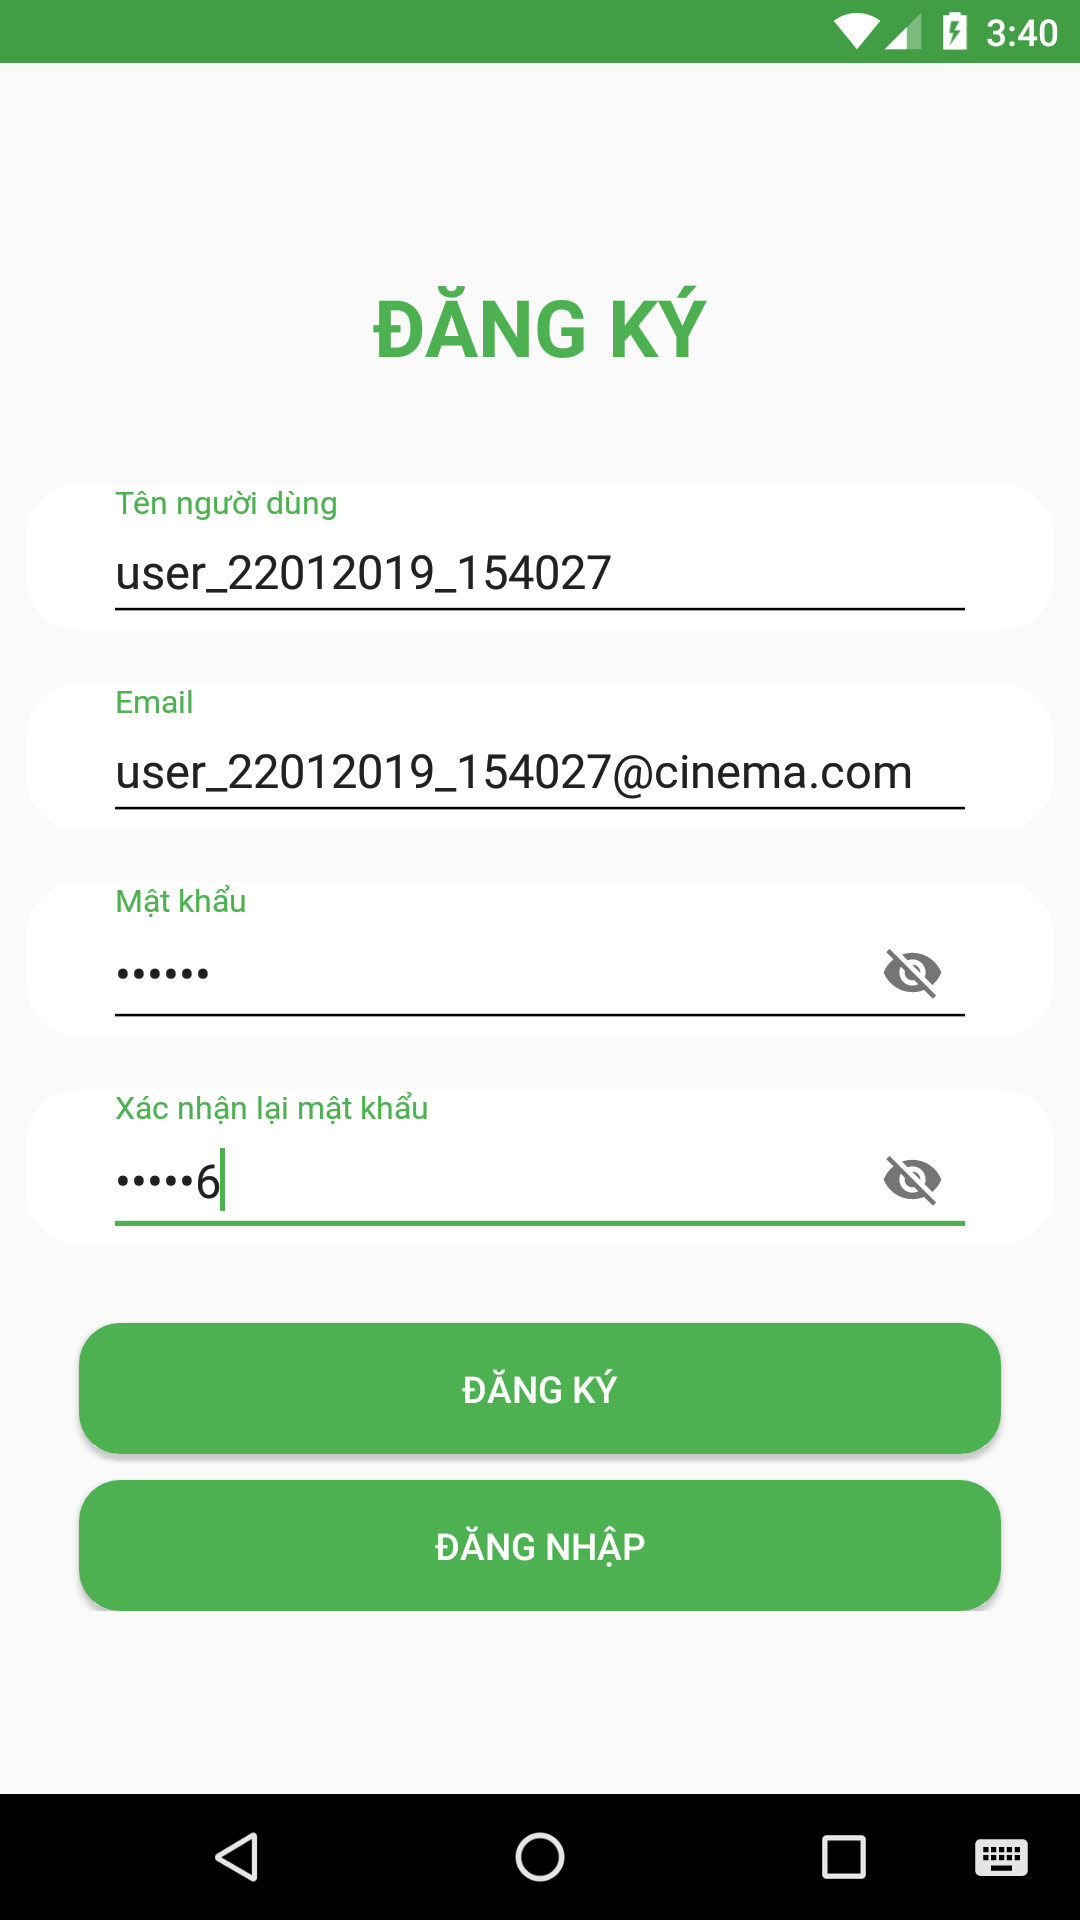 3:40
ĐĂNG KÝ
Tên người dùng
user_22012019_154027
Email
user_22012019_154027@cinema.com
Mật khẩu
••••••
Xác nhận lại mật khẩu
•••••6
ĐĂNG KÝ
ĐĂNG NHẬP